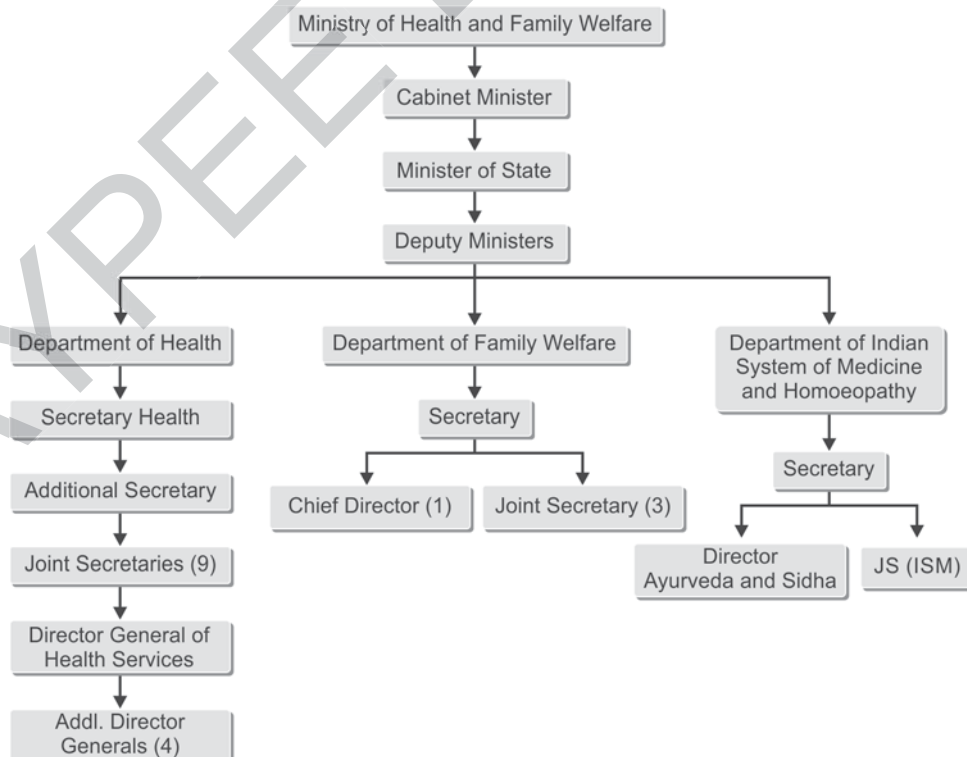 Ministry of Health and Family Welfare
Cabinet Minister
Minister of State
Deputy Ministers
Department of Health
Secretary Health
Additional Secretary
Joint Secretaries (9)
Director General of
Health Services
Addl. Director
Generals (4)
Department of Family Welfare
Secretary
Chief Director (1)
Joint Secretary (3)
Department of Indian
System of Medicine
and Homoeopathy
Secretary
Director
Ayurveda and Sidha
JS (ISM)
YPEE